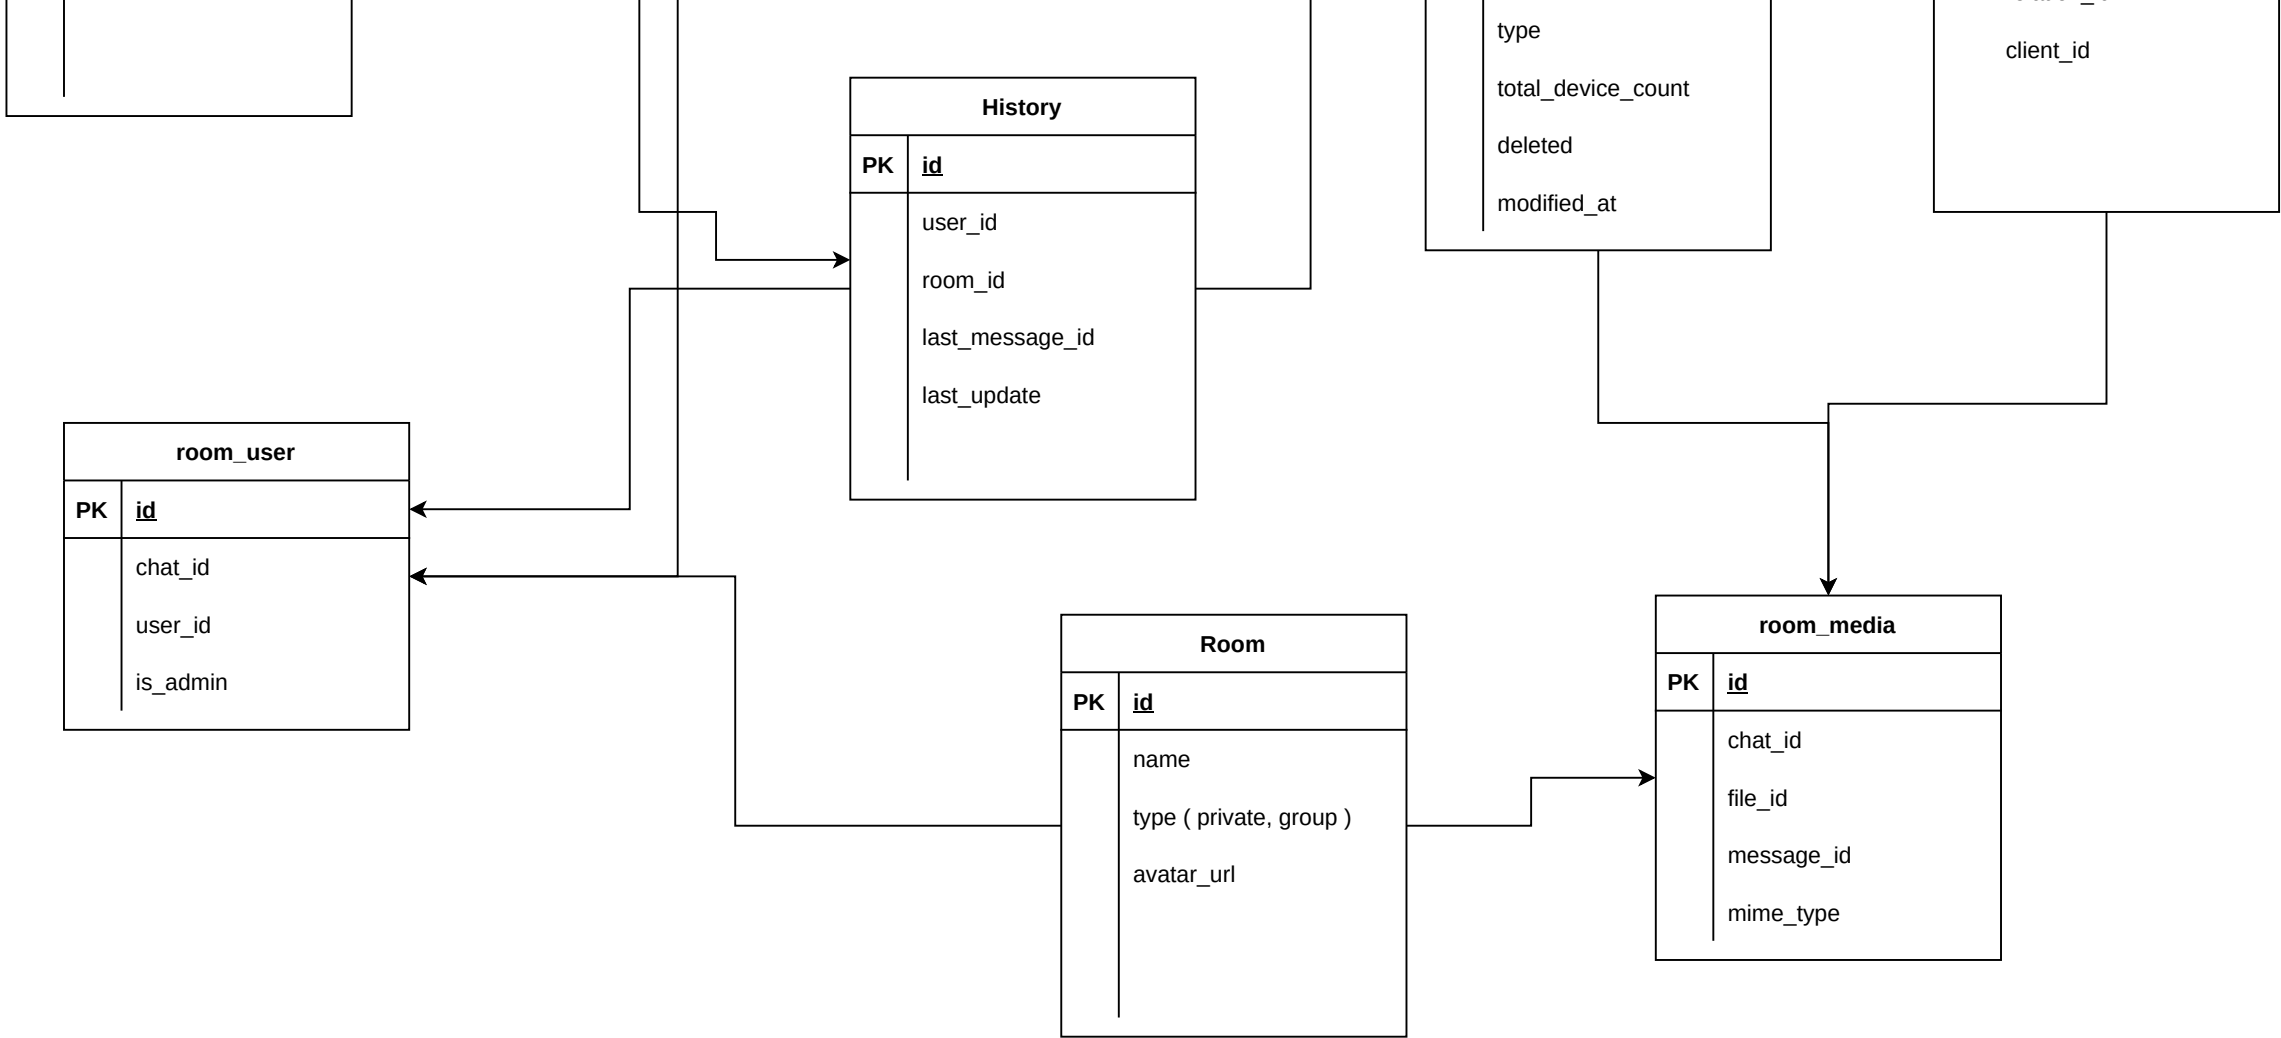 type
total_device_count
deleted
modified_at
client_id
History
PK id
user_id
room_id
last_message_id
last_update
room_user
PK id
chat_id
user_id
is_admin
Room
PK id
name
type ( private, group )
avatar_url
room_media
PK id
chat_id
file_id
message_id
mime_type